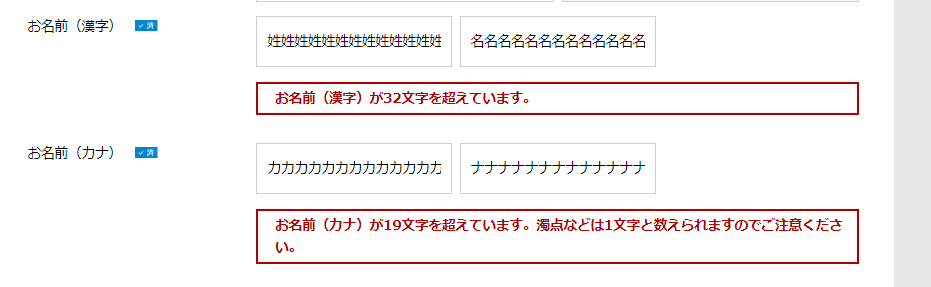 お名前（漢字） ✓ 済 姓姓姓姓姓姓姓姓姓姓姓姓姓 名名名名名名名名名名名名名
お名前（漢字）が32文字を超えています。
お名前（カナ） ✓ 済 カカカカカカカカカカカカカ ナナナナナナナナナナナナナ
お名前（カナ）が19文字を超えています。濁点などは1文字と数えられますのでご注意くださ
い。